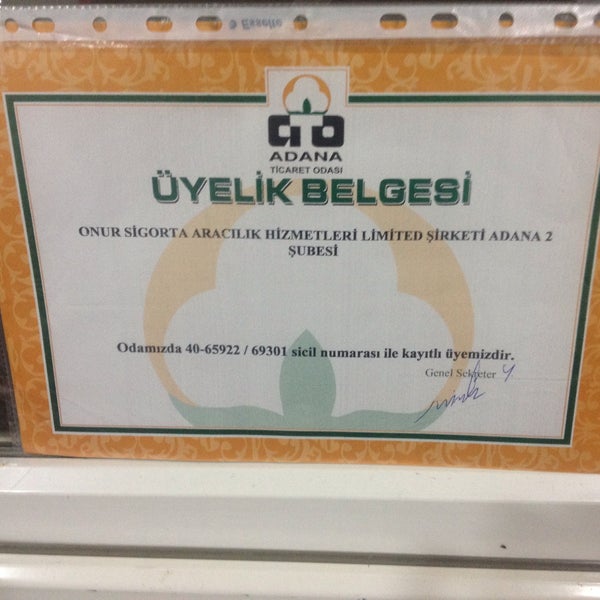 Esselte
ATO
ADANA
TİCARET ODASI
ÜYELİK BELGESİ
ONUR SİGORTA ARACILIK HİZMETLERİ LİMİTED ŞİRKETİ ADANA 2
ŞUBESİ
Odamızda 40-65922 / 69301 sicil numarası ile kayıtlı üyemizdir.
Genel Sekreter Y.